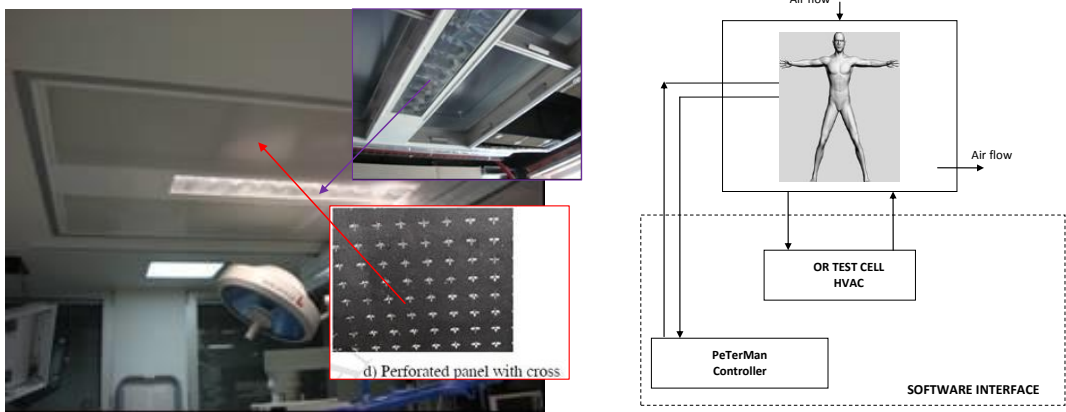 d) Perforated panel with cross
Air flow
Air flow
OR TEST CELL
HVAC
PeTerMan
Controller
SOFTWARE INTERFACE